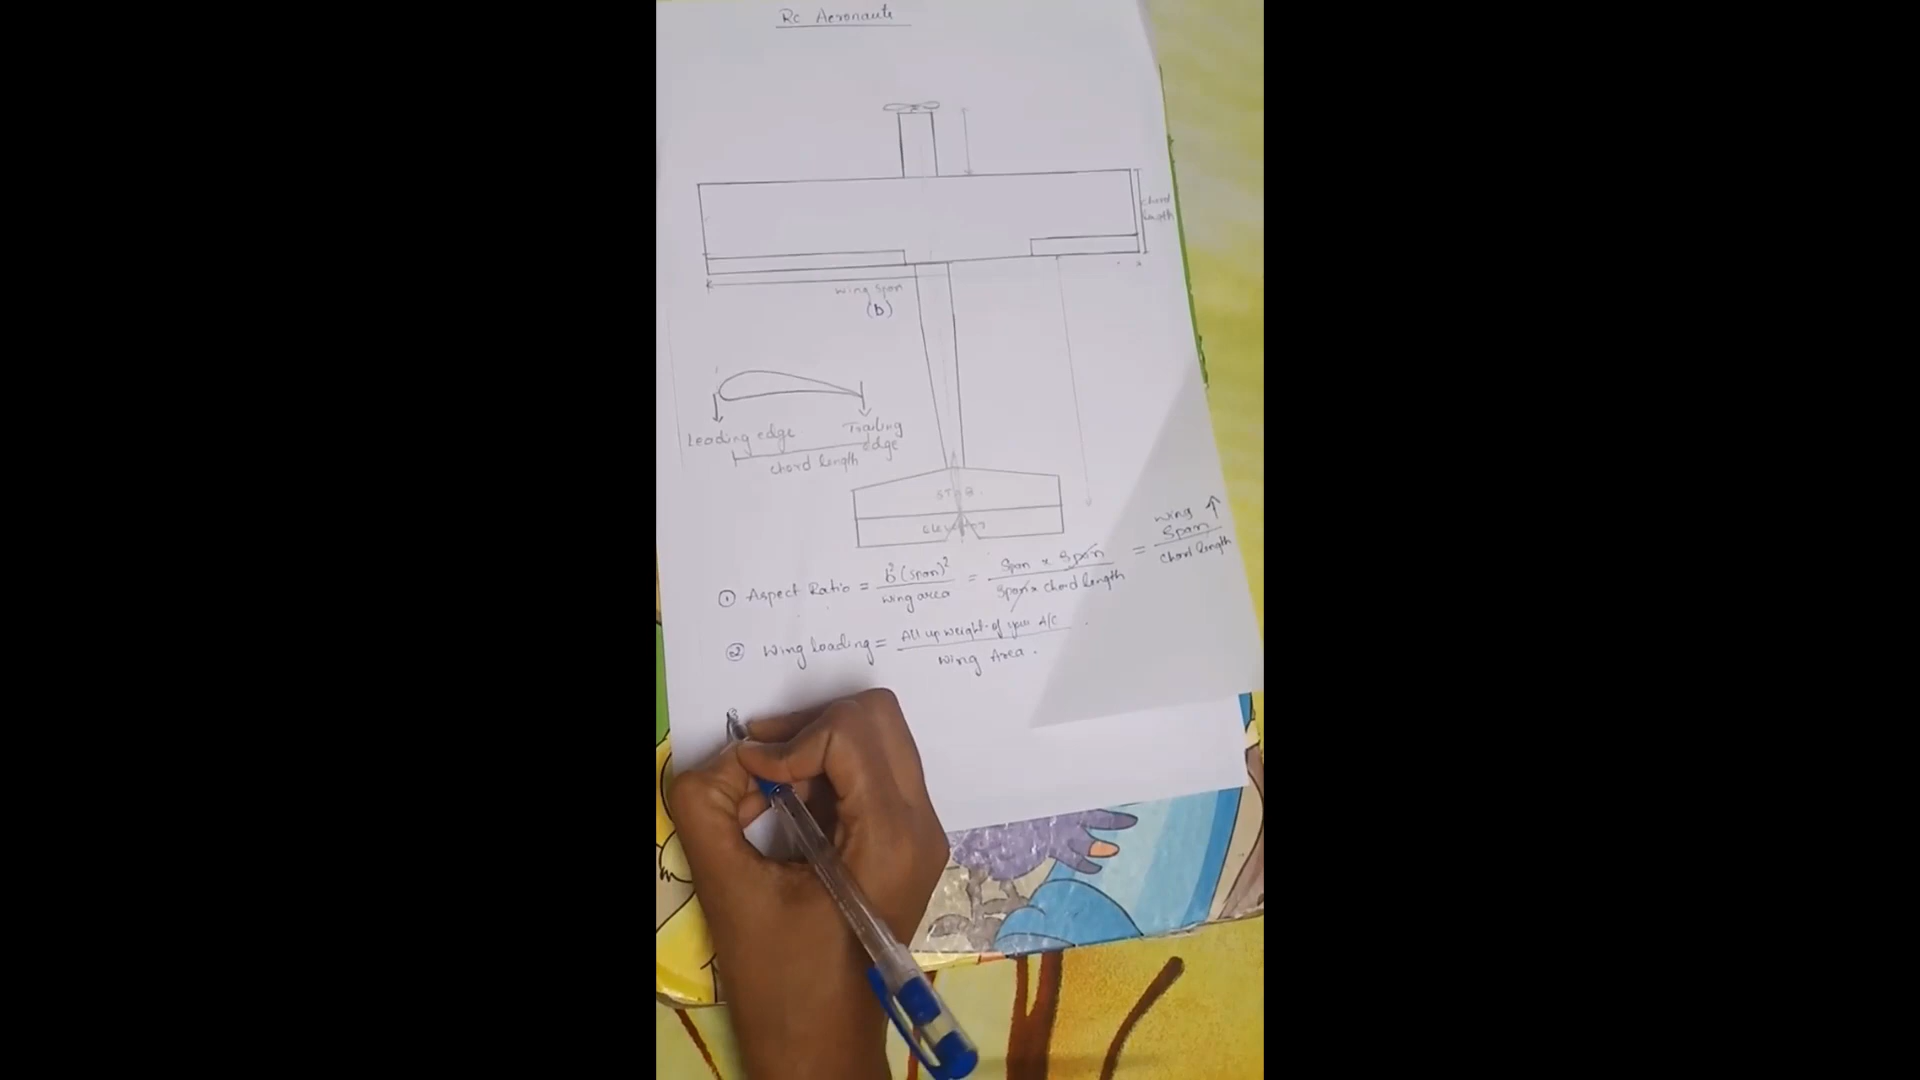 Rc Aeronaute
chord
length
wing span
(b)
Leading edge
Trailing
edge
chord length
STAB.
① Aspect Ratio = b² (span)² / wing area = Span x Span / Span x chord length = wing span ↑ / chord length
② Wing loading = All up weight of your A/C / Wing Area.